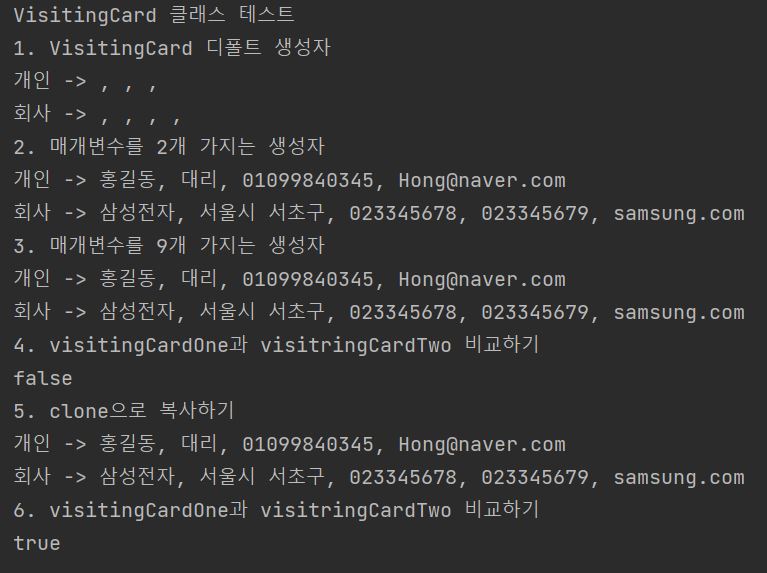 VisitingCard 클래스 테스트
1. VisitingCard 디폴트 생성자
개인 -> , , ,
회사 -> , , , ,
2. 매개변수를 2개 가지는 생성자
개인 -> 홍길동, 대리, 01099840345, Hong@naver.com
회사 -> 삼성전자, 서울시 서초구, 023345678, 023345679, samsung.com
3. 매개변수를 9개 가지는 생성자
개인 -> 홍길동, 대리, 01099840345, Hong@naver.com
회사 -> 삼성전자, 서울시 서초구, 023345678, 023345679, samsung.com
4. visitingCardOne과 visitringCardTwo 비교하기
false
5. clone으로 복사하기
개인 -> 홍길동, 대리, 01099840345, Hong@naver.com
회사 -> 삼성전자, 서울시 서초구, 023345678, 023345679, samsung.com
6. visitingCardOne과 visitringCardTwo 비교하기
true